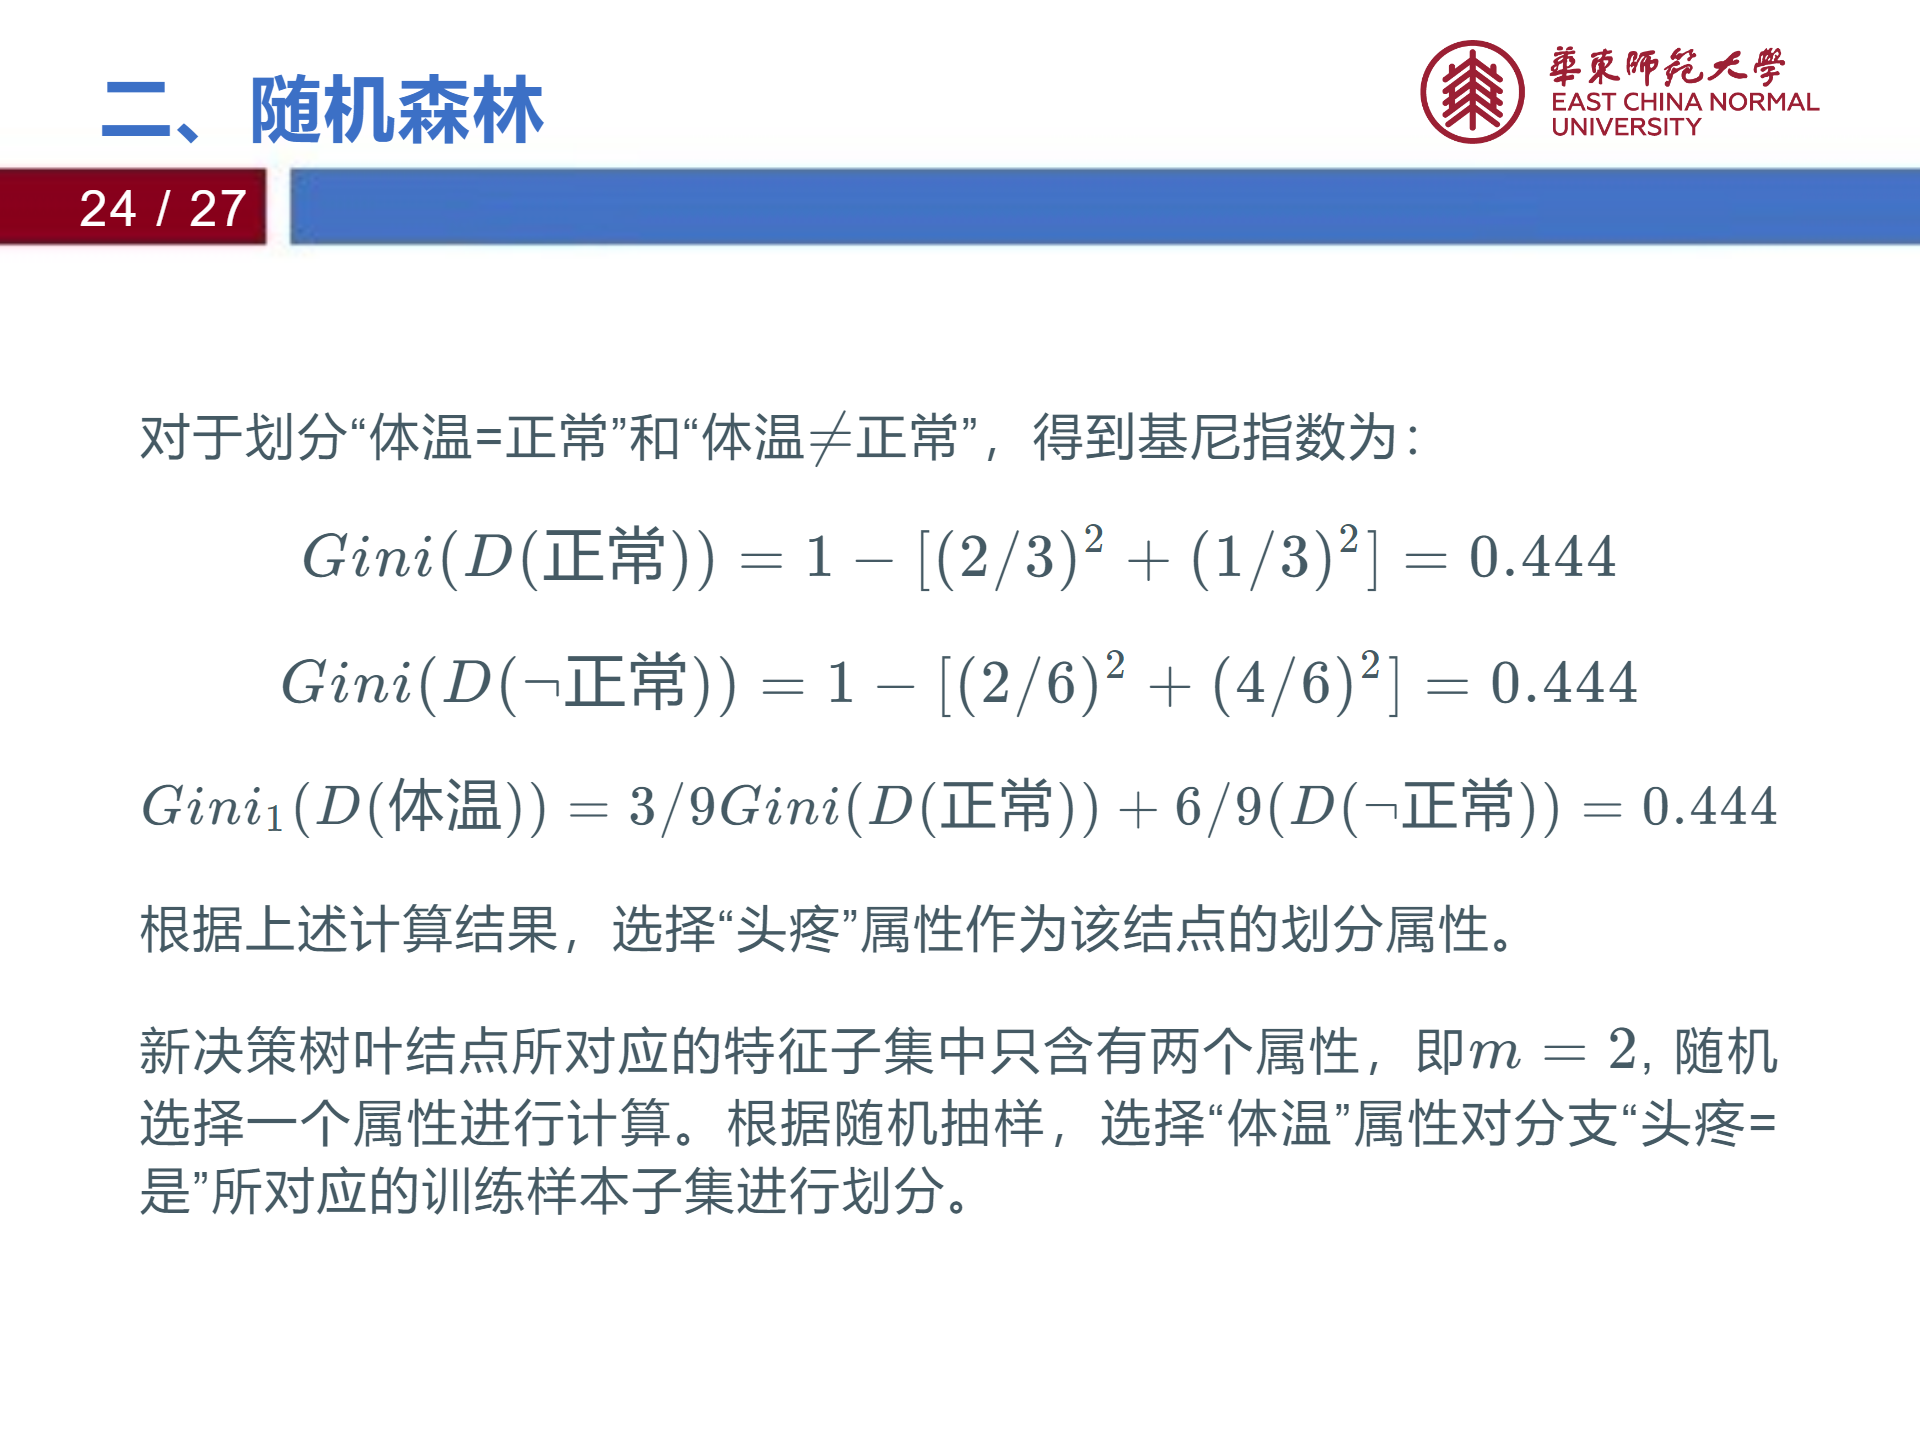 二、随机森林
華東師範大學
EAST CHINA NORMAL
UNIVERSITY
24 / 27
对于划分“体温=正常”和“体温≠正常”，得到基尼指数为：
Gini(D(正常)) = 1 − [(2/3)² + (1/3)²] = 0.444
Gini(D(¬正常)) = 1 − [(2/6)² + (4/6)²] = 0.444
Gini₁(D(体温)) = 3/9Gini(D(正常)) + 6/9(D(¬正常)) = 0.444
根据上述计算结果，选择“头疼”属性作为该结点的划分属性。
新决策树叶结点所对应的特征子集中只含有两个属性，即m = 2, 随机
选择一个属性进行计算。根据随机抽样，选择“体温”属性对分支“头疼=
是”所对应的训练样本子集进行划分。